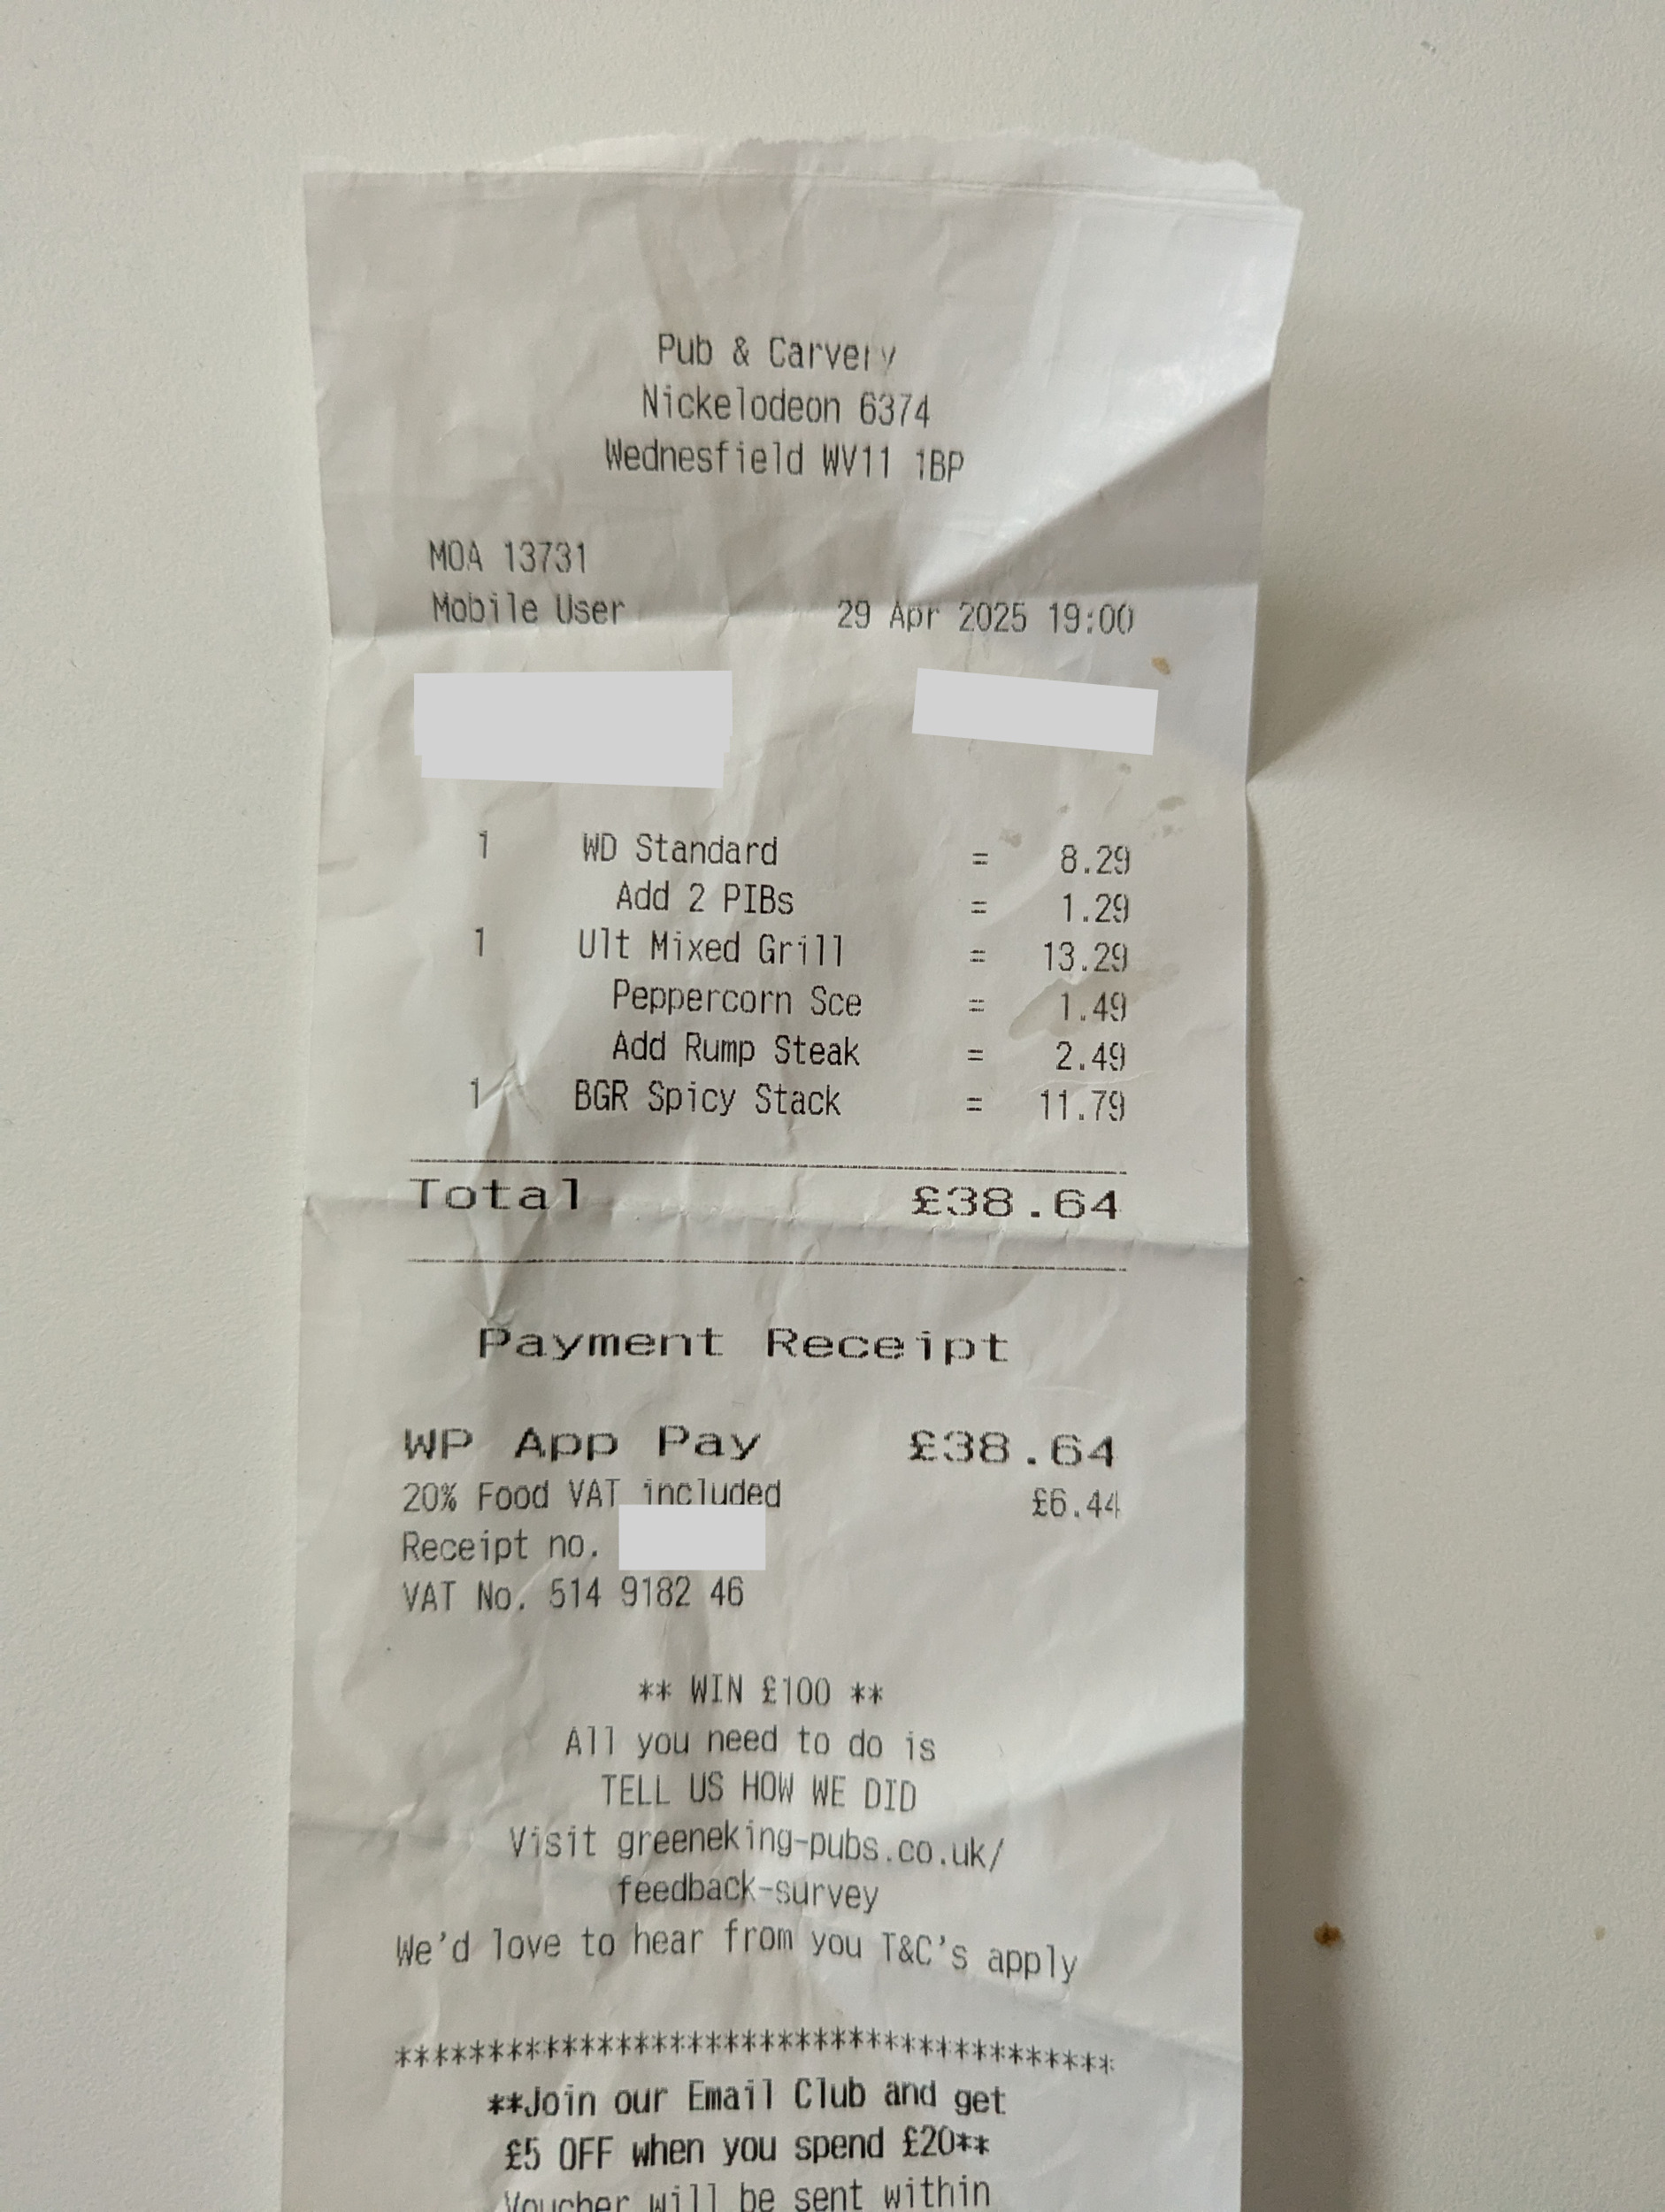 Pub & Carvery
Nickelodeon 6374
Wednesfield WV11 1BP
MOA 13731
Mobile User 29 Apr 2025 19:00
1 WD Standard = 8.29
Add 2 PIBs = 1.29
1 Ult Mixed Grill = 13.29
Peppercorn Sce = 1.49
Add Rump Steak = 2.49
1 BGR Spicy Stack = 11.79
Total £38.64
Payment Receipt
WP App Pay £38.64
20% Food VAT included £6.44
Receipt no.
VAT No. 514 9182 46
** WIN £100 **
All you need to do is
TELL US HOW WE DID
Visit greeneking-pubs.co.uk/
feedback-survey
We'd love to hear from you T&C's apply
****************************************
**Join our Email Club and get
£5 OFF when you spend £20**
Voucher will be sent within